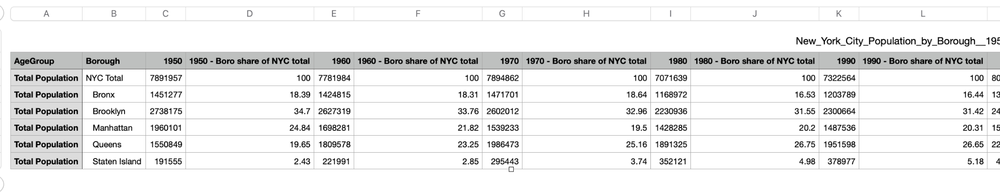 A B C D E F G H I J K L
New_York_City_Population_by_Borough__195
AgeGroup Borough 1950 1950 - Boro share of NYC total 1960 1960 - Boro share of NYC total 1970 1970 - Boro share of NYC total 1980 1980 - Boro share of NYC total 1990 1990 - Boro share of NYC total
Total Population NYC Total 7891957 100 7781984 100 7894862 100 7071639 100 7322564 100 80
Total Population Bronx 1451277 18.39 1424815 18.31 1471701 18.64 1168972 16.53 1203789 16.44 13
Total Population Brooklyn 2738175 34.7 2627319 33.76 2602012 32.96 2230936 31.55 2300664 31.42 24
Total Population Manhattan 1960101 24.84 1698281 21.82 1539233 19.5 1428285 20.2 1487536 20.31 15
Total Population Queens 1550849 19.65 1809578 23.25 1986473 25.16 1891325 26.75 1951598 26.65 22
Total Population Staten Island 191555 2.43 221991 2.85 295443 3.74 352121 4.98 378977 5.18 4